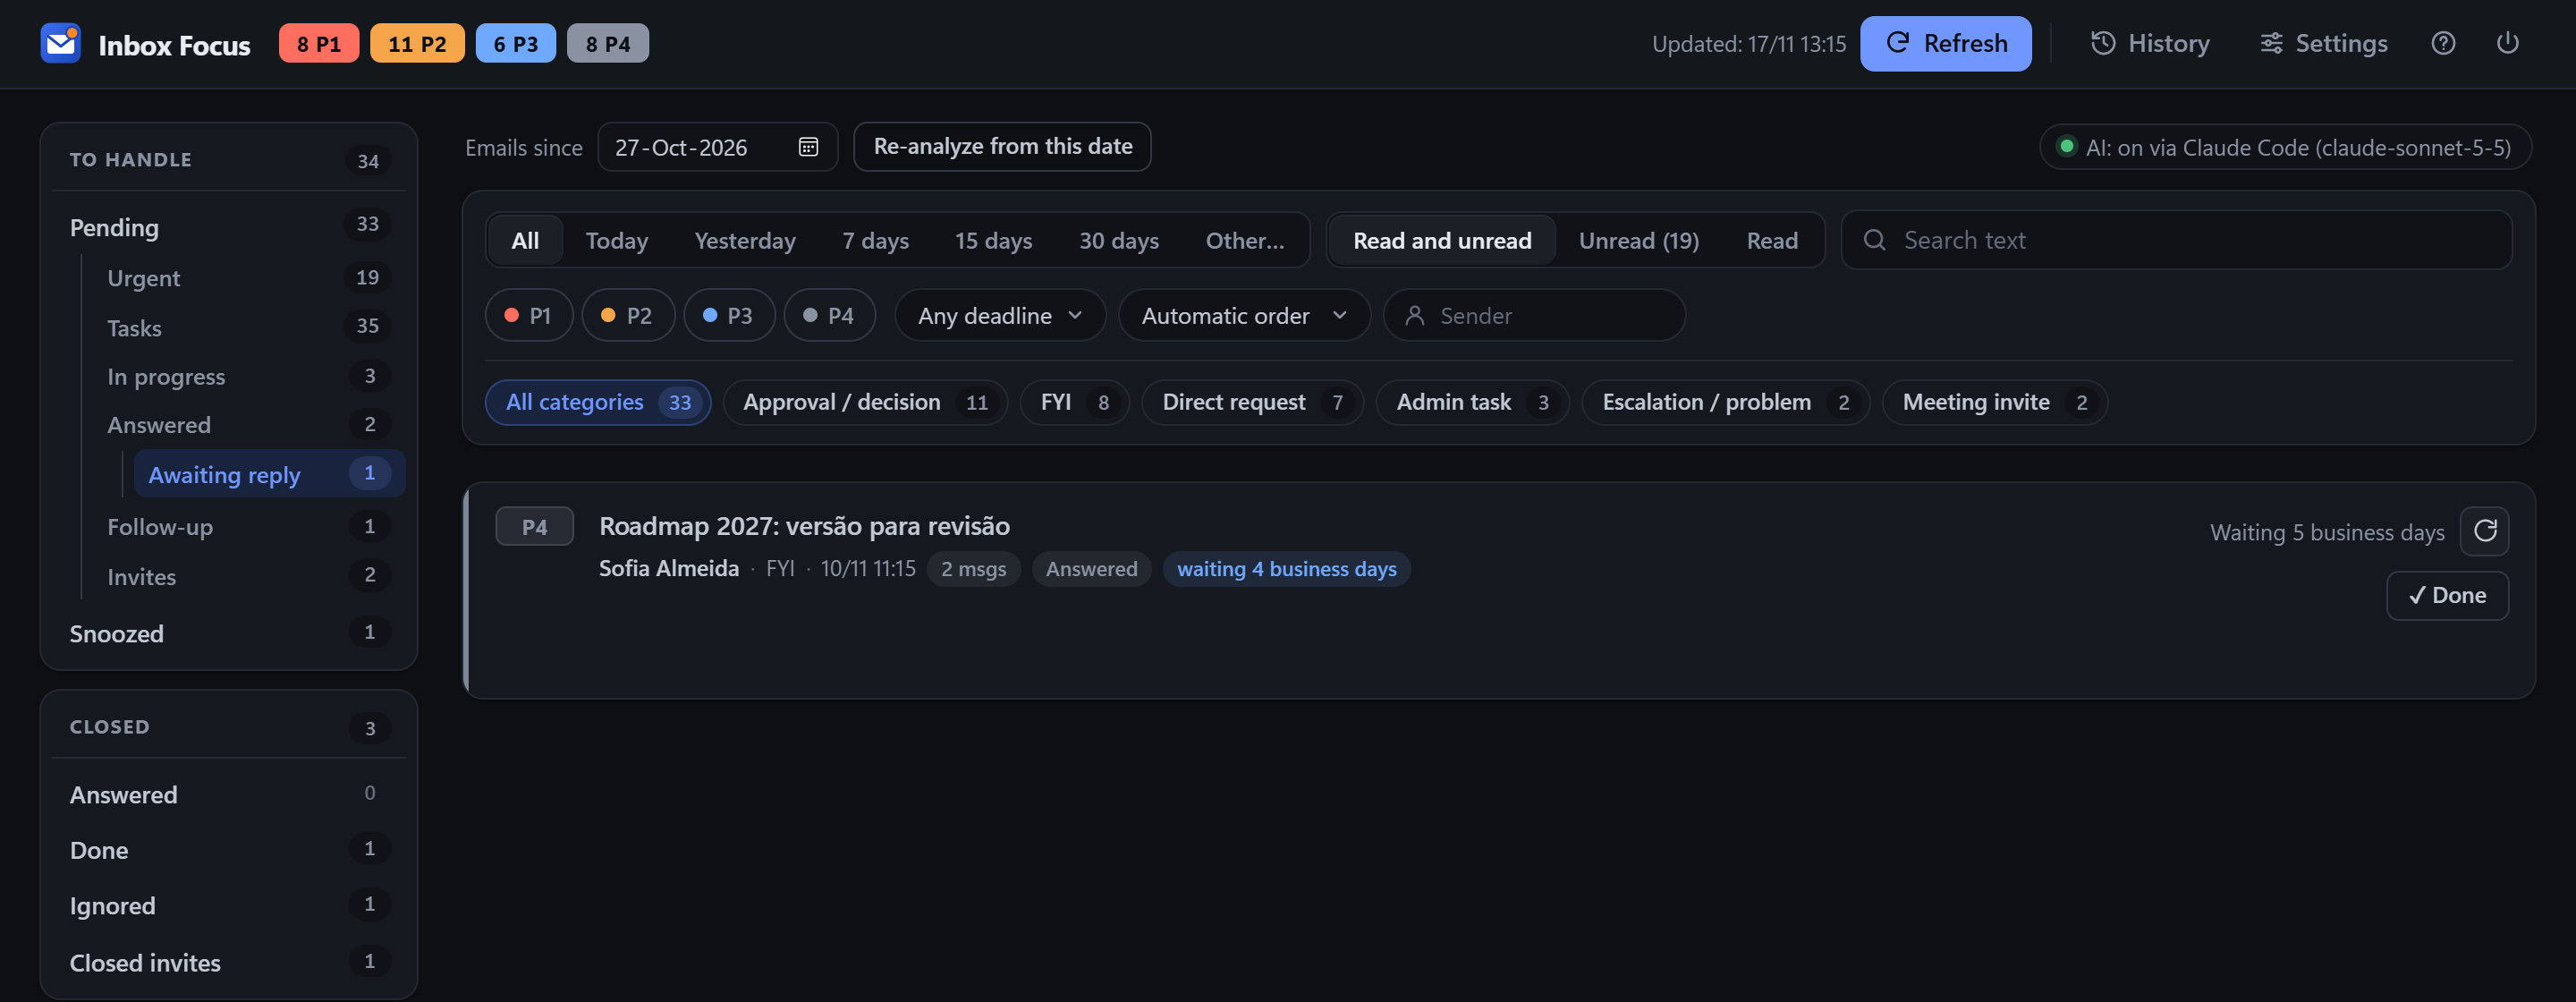 Inbox Focus 8 P1 11 P2 6 P3 8 P4 Updated: 17/11 13:15 Refresh History Settings
TO HANDLE 34
Pending 33
Urgent 19
Tasks 35
In progress 3
Answered 2
Awaiting reply 1
Follow-up 1
Invites 2
Snoozed 1
CLOSED 3
Answered 0
Done 1
Ignored 1
Closed invites 1
Emails since 27-Oct-2026 Re-analyze from this date AI: on via Claude Code (claude-sonnet-5-5)
All Today Yesterday 7 days 15 days 30 days Other... Read and unread Unread (19) Read Search text
P1 P2 P3 P4 Any deadline Automatic order Sender
All categories 33 Approval / decision 11 FYI 8 Direct request 7 Admin task 3 Escalation / problem 2 Meeting invite 2
P4 Roadmap 2027: versão para revisão Waiting 5 business days
Sofia Almeida · FYI · 10/11 11:15 2 msgs Answered waiting 4 business days
✓ Done